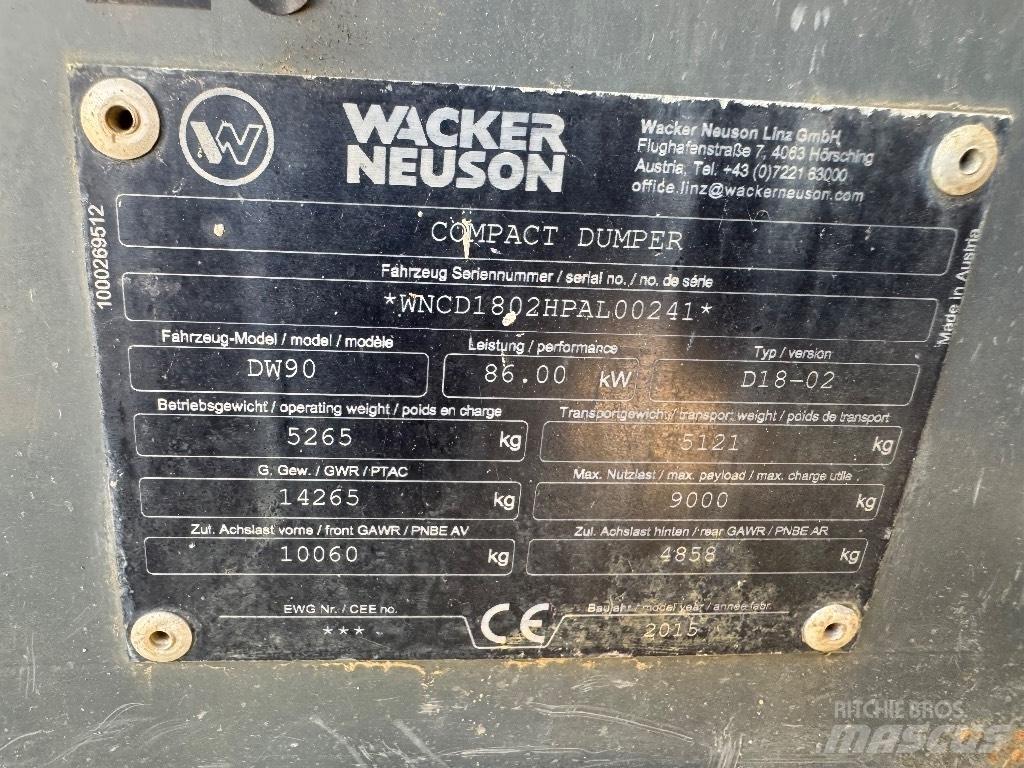 WACKER
NEUSON
Wacker Neuson Linz GmbH
Flughafenstraße 7, 4063 Hörsching
Austria, Tel. +43 (0)7221 63000
office.linz@wackerneuson.com
1000269512
COMPACT DUMPER
Fahrzeug Seriennummer / serial no. / no. de série
*WNCD1802HPAL00241*
Made in Austria
Fahrzeug-Model / model / modèle
DW90
Leistung / performance
86.00 kW
Typ / version
D18-02
Betriebsgewicht / operating weight / poids en charge
5265 kg
Transportgewicht / transport weight / poids de transport
5121 kg
G. Gew. / GWR / PTAC
14265 kg
Max. Nutzlast / max. payload / max. charge utile
9000 kg
Zul. Achslast vorne / front GAWR / PNBE AV
10060 kg
Zul. Achslast hinten / rear GAWR / PNBE AR
4858 kg
EWG Nr. / CEE no.
***
CE
Baujahr / model year / année fabr.
2015
RITCHIE BROS.
MASCUS